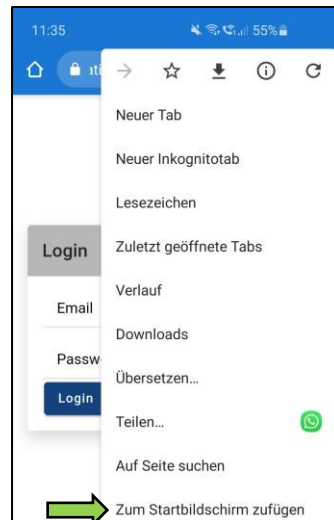 11:35
55%
Neuer Tab
Neuer Inkognitotab
Lesezeichen
Zuletzt geöffnete Tabs
Verlauf
Downloads
Übersetzen...
Teilen...
Auf Seite suchen
Zum Startbildschirm zufügen
Login
Email
Passw
Login